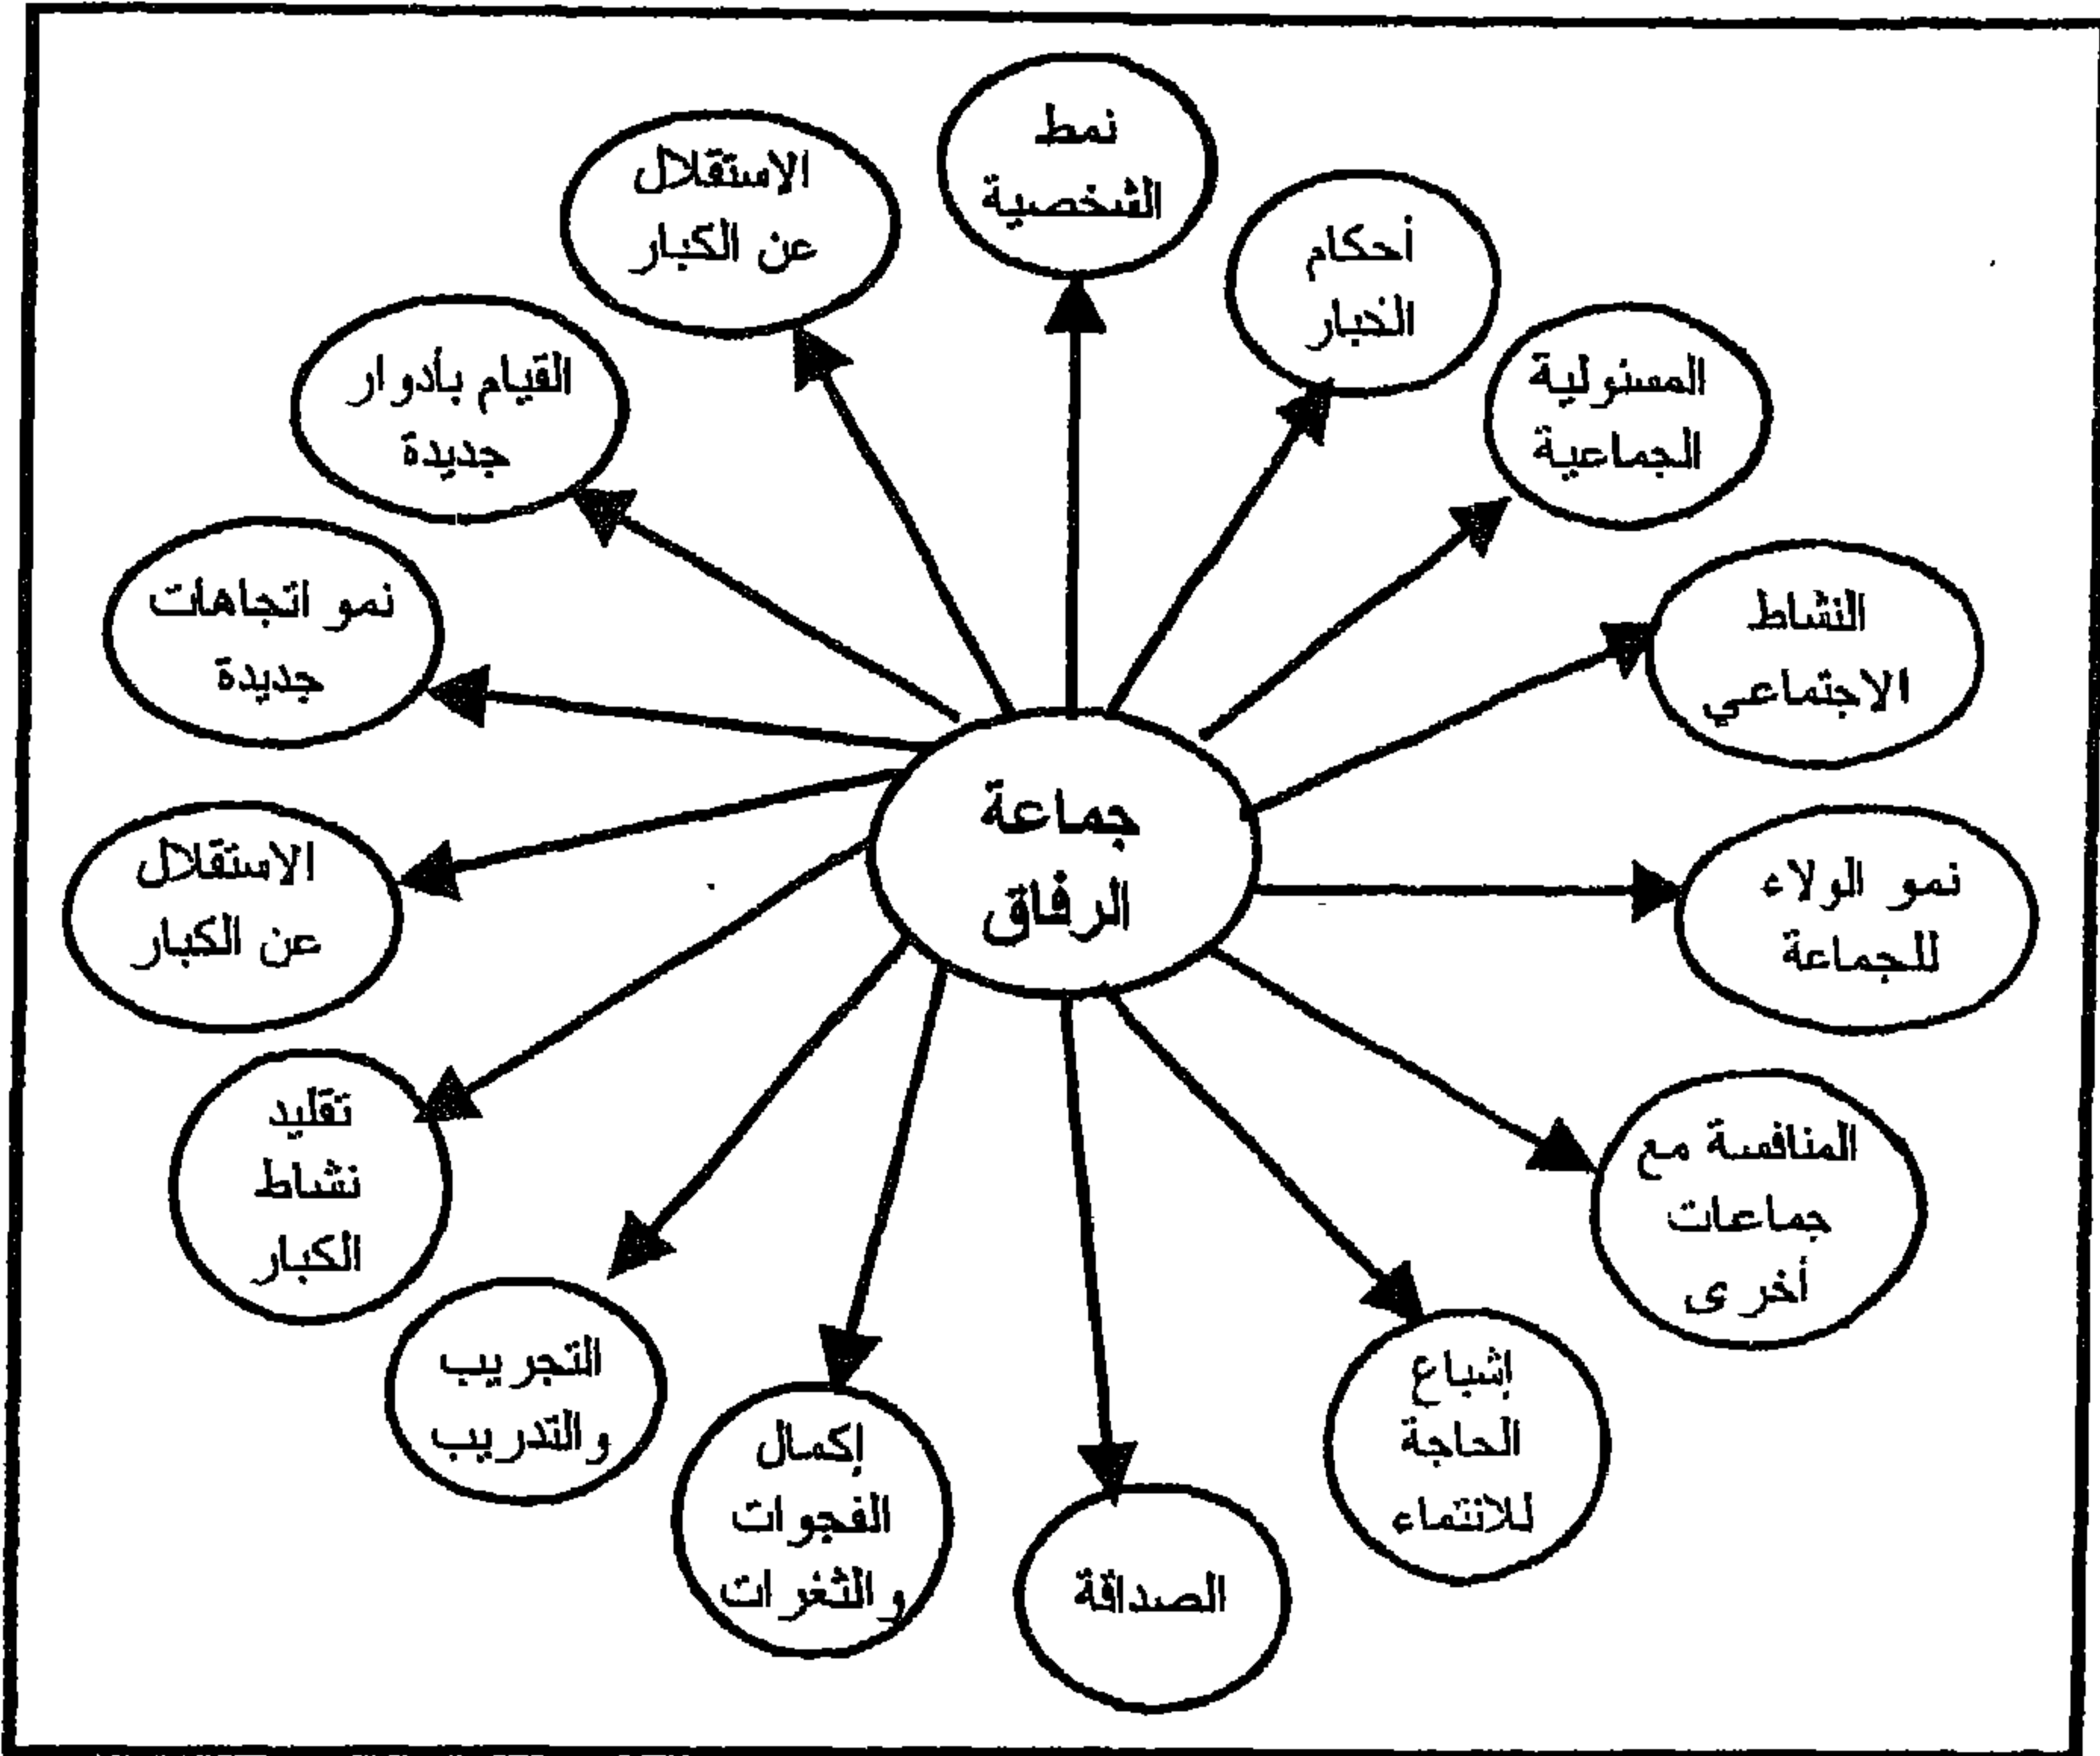 نمط
الشخصية
أحكام
الخبار
المسئولية
الجماعية
النشاط
الاجتماعي
نمو الولاء
للجماعة
المنافسة مع
جماعات
أخرى
إشباع
الحاجة
للانتماء
الصداقة
إكمال
الفجوات
والثغرات
التجريب
والتدريب
تقليد
نشاط
الكبار
الاستقلال
عن الكبار
نمو اتجاهات
جديدة
القيام بأدوار
جديدة
الاستقلال
عن الكبار
جماعة
الرفاق